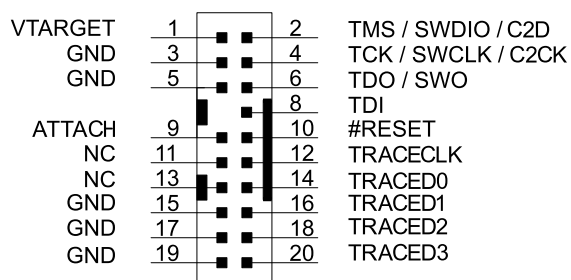 VTARGET 1 2 TMS / SWDIO / C2D
GND 3 4 TCK / SWCLK / C2CK
GND 5 6 TDO / SWO
8 TDI
ATTACH 9 10 #RESET
NC 11 12 TRACECLK
NC 13 14 TRACED0
GND 15 16 TRACED1
GND 17 18 TRACED2
GND 19 20 TRACED3